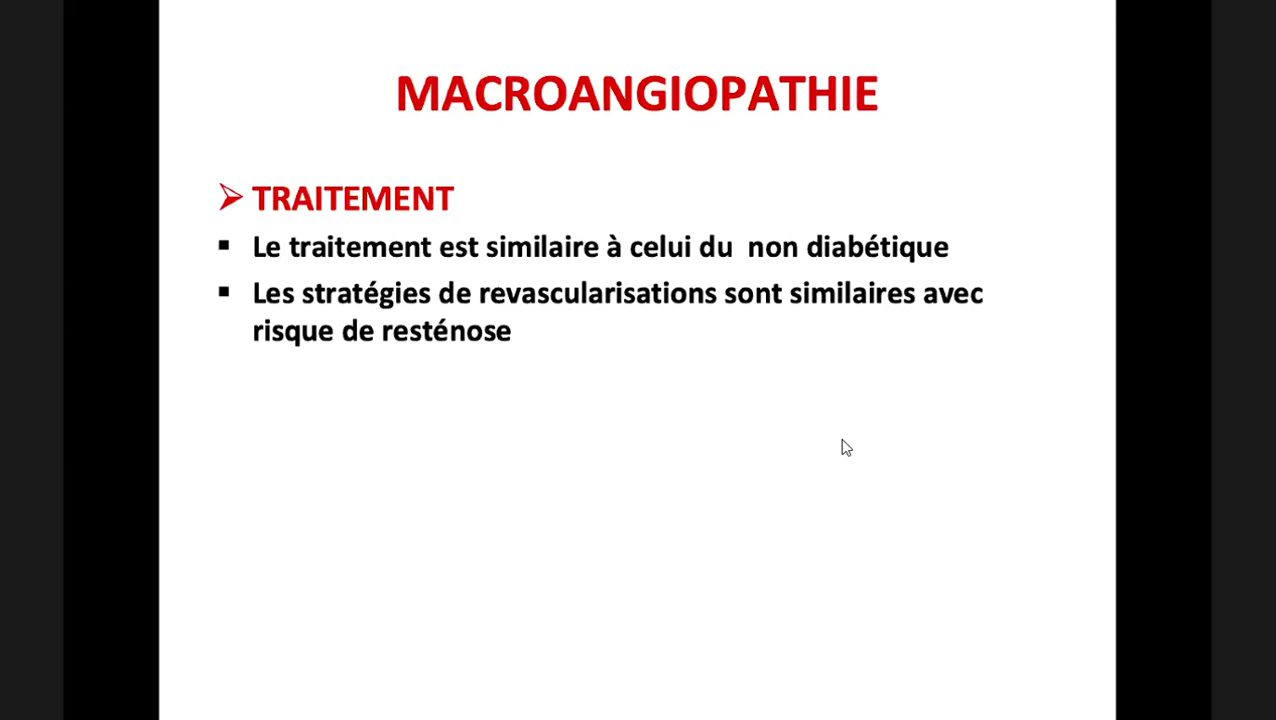 MACROANGIOPATHIE
TRAITEMENT
Le traitement est similaire à celui du non diabétique
Les stratégies de revascularisations sont similaires avec
risque de resténose